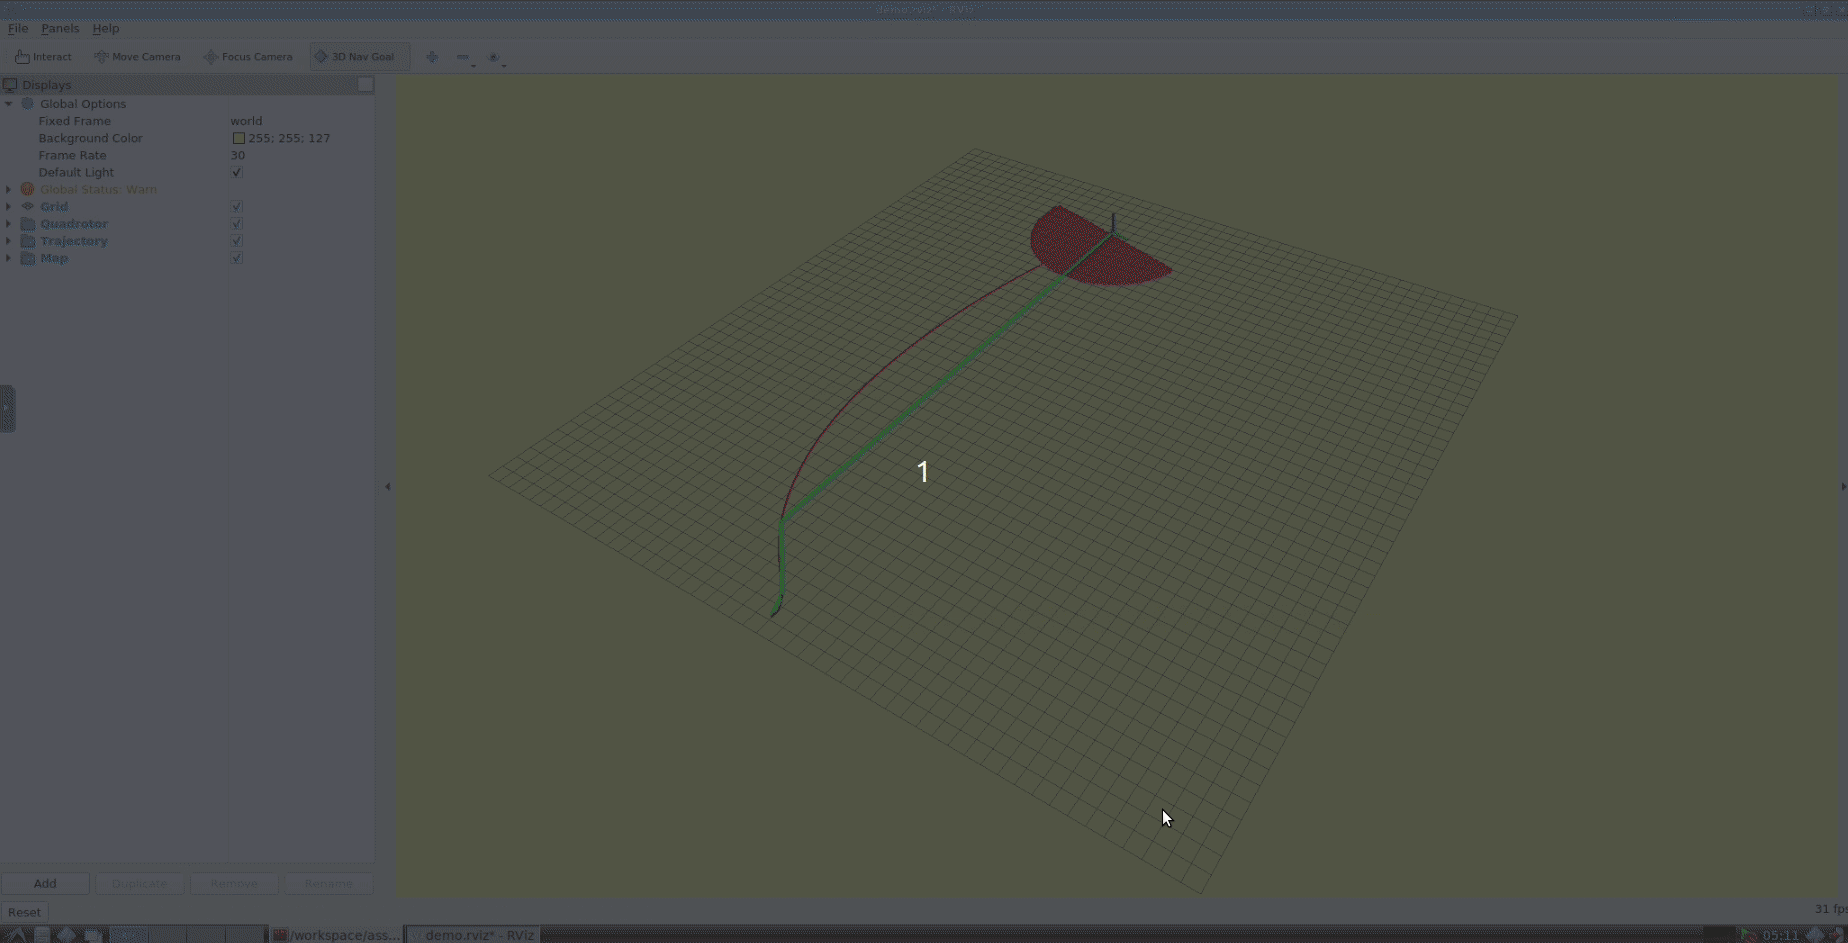 demo.rviz* - RViz
File Panels Help
Interact Move Camera Focus Camera 3D Nav Goal
Displays
Global Options
Fixed Frame world
Background Color 255; 255; 127
Frame Rate 30
Default Light
Global Status: Warn
Grid
Quadrotor
Trajectory
Map
1
Add Duplicate Remove Rename
Reset
31 fps
/workspace/ass... demo.rviz* - RViz 05:11